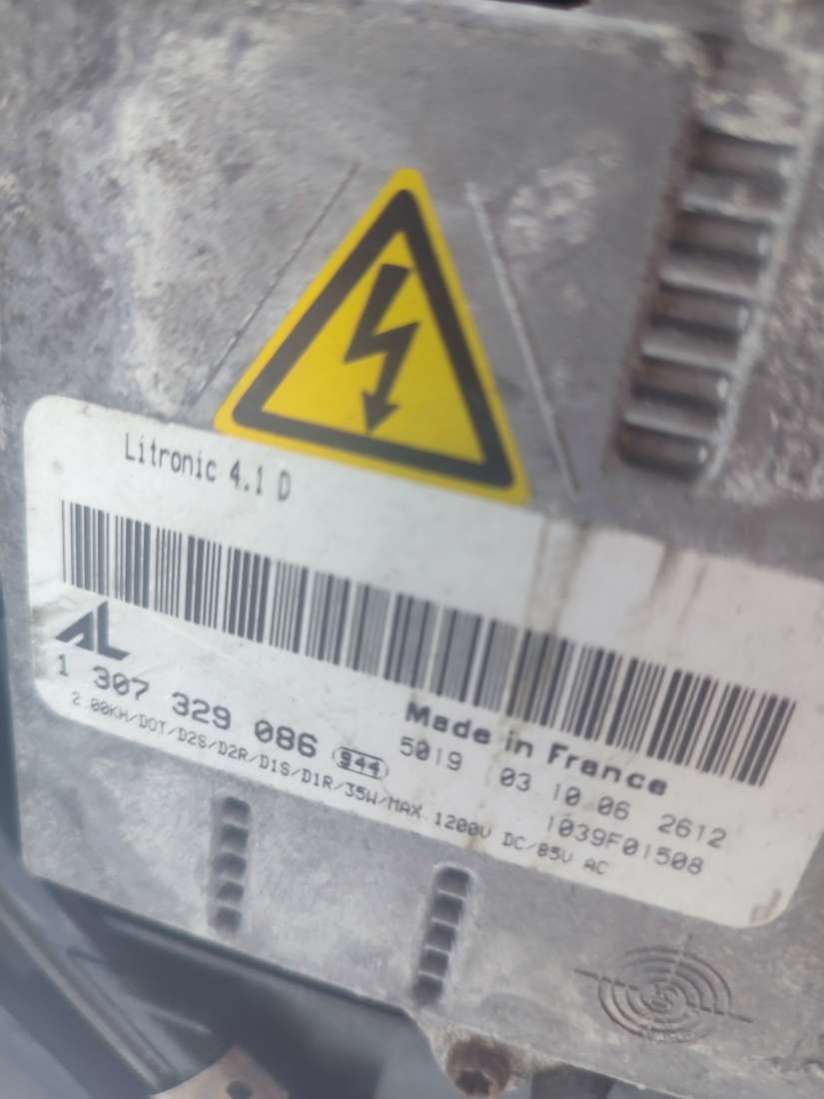 Litronic 4.1 D
AL
1 307 329 086 944
Made in France
5019 03 10 06 2612
1039F01508
2.00KH/DOT/D2S/D2R/D1S/D1R/35W/MAX.1200V DC/85V AC